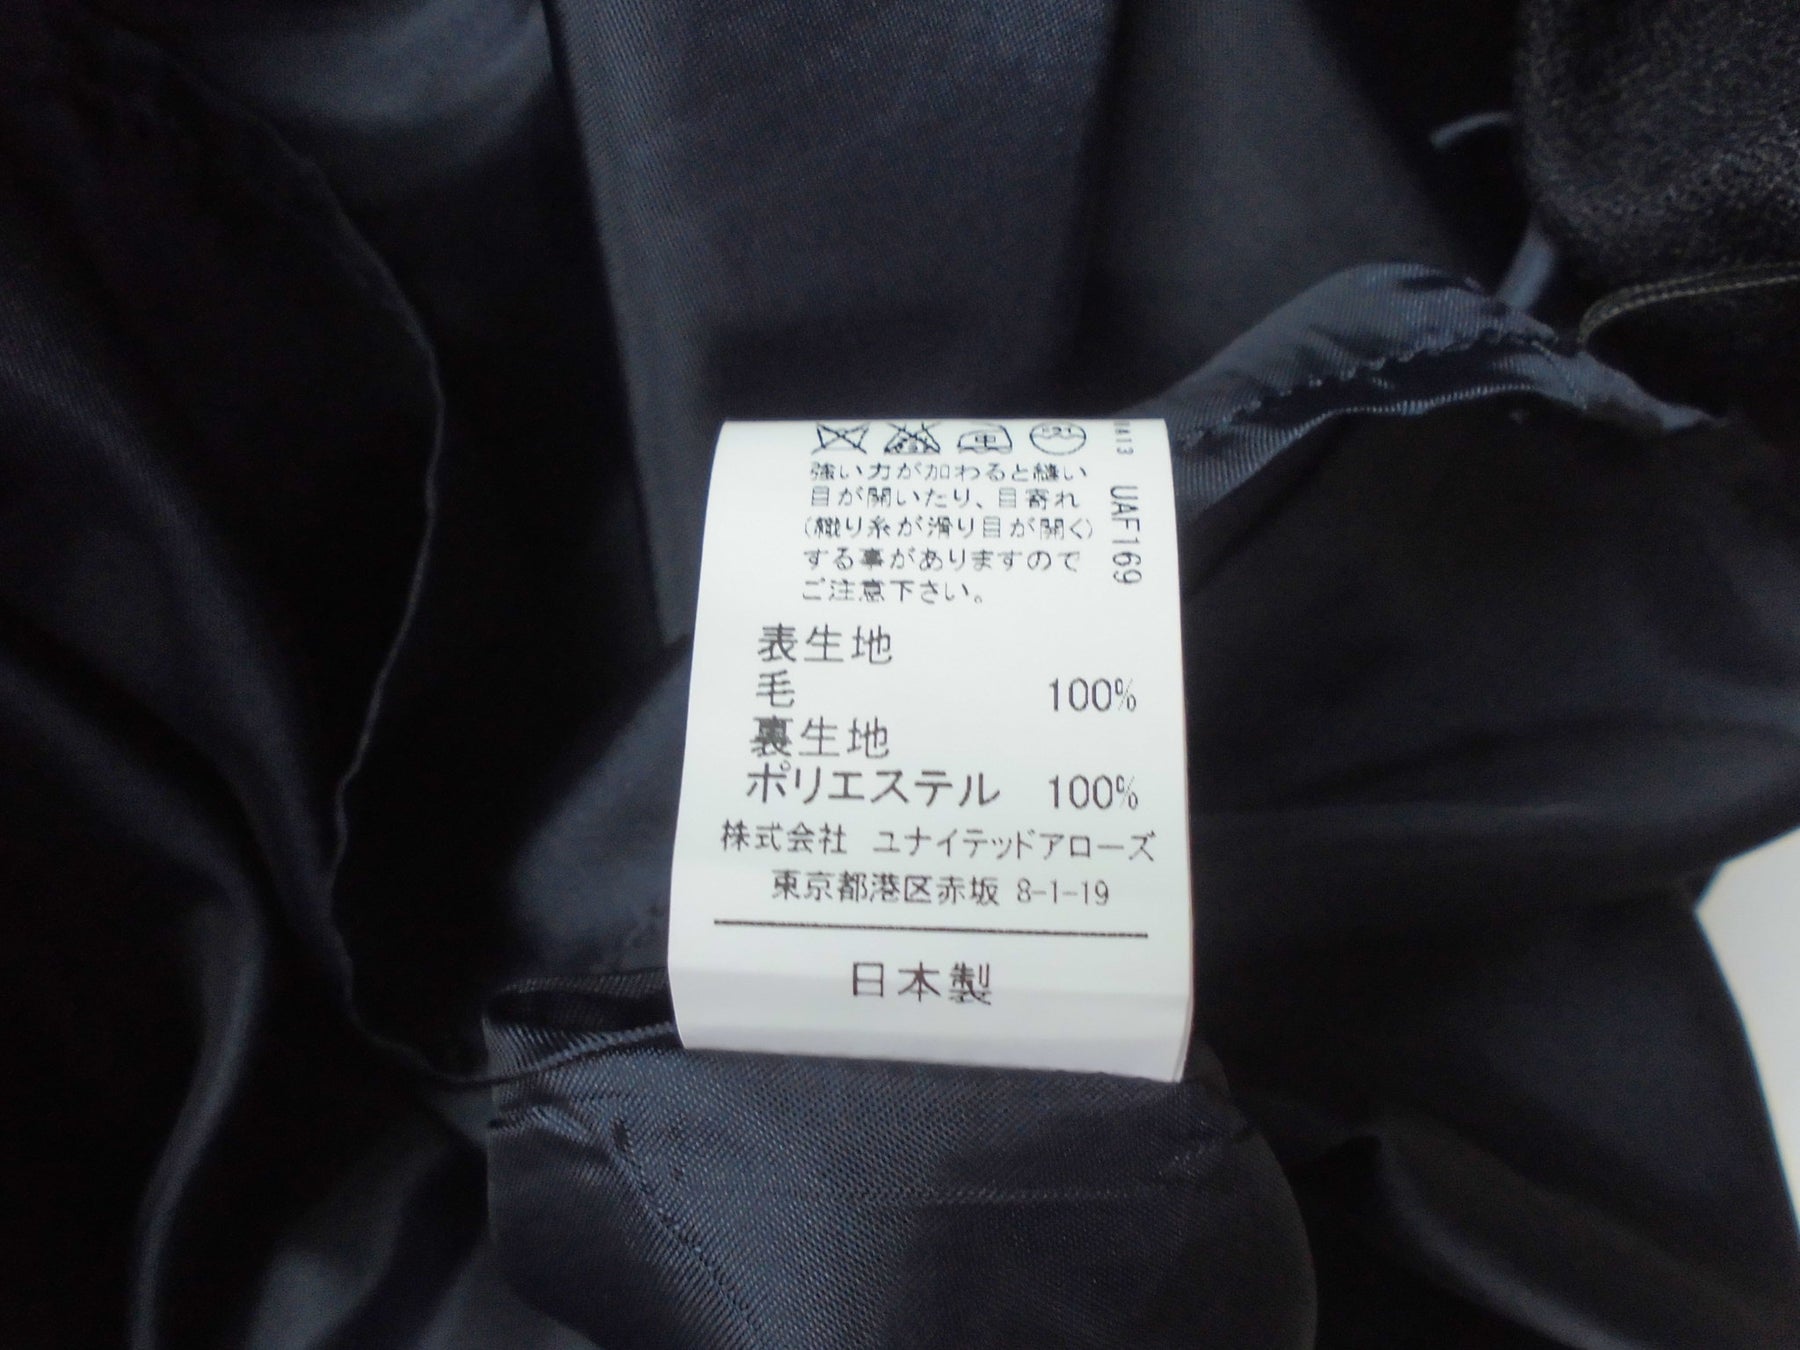 強い力が加わると縫い
目が開いたり、目寄れ
(織り糸が滑り目が開く)
する事がありますので
ご注意下さい。
UAF169
表生地
毛 100%
裏生地
ポリエステル 100%
株式会社 ユナイテッドアローズ
東京都港区赤坂 8-1-19
日本製